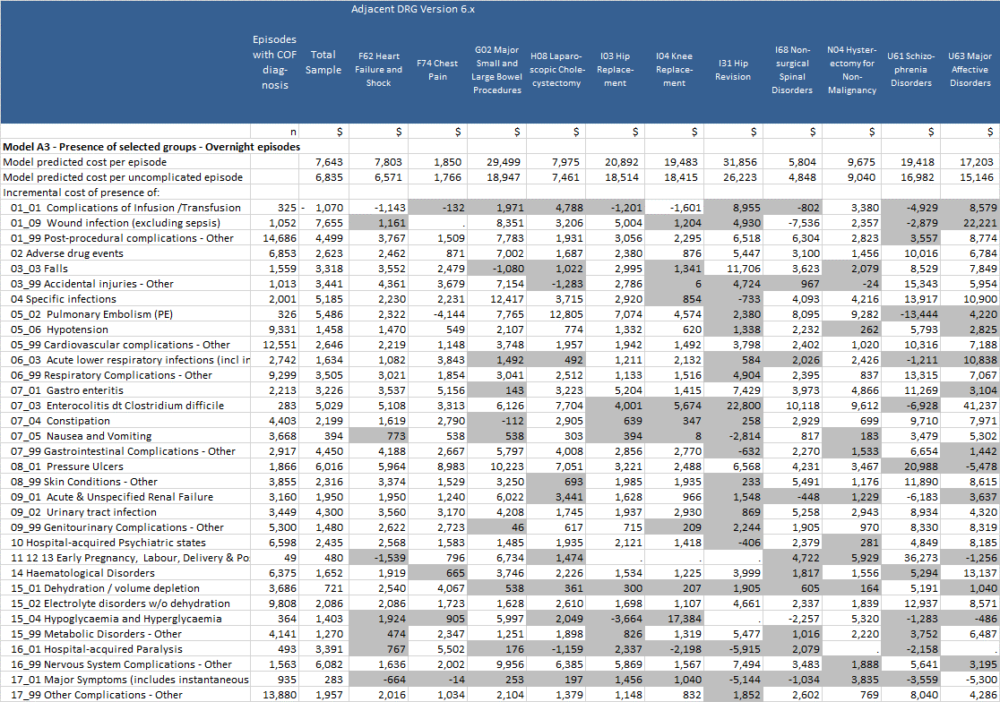 Adjacent DRG Version 6.x
Episodes with COF diag-nosis Total Sample F62 Heart Failure and Shock F74 Chest Pain G02 Major Small and Large Bowel Procedures H08 Laparo-scopic Chole-cystectomy I03 Hip Replace-ment I04 Knee Replace-ment I31 Hip Revision I68 Non-surgical Spinal Disorders N04 Hyster-ectomy for Non-Malignancy U61 Schizo-phrenia Disorders U63 Major Affective Disorders
n $ $ $ $ $ $ $ $ $ $ $ $
Model A3 - Presence of selected groups - Overnight episodes
Model predicted cost per episode 7,643 7,803 1,850 29,499 7,975 20,892 19,483 31,856 5,804 9,675 19,418 17,203
Model predicted cost per uncomplicated episode 6,835 6,571 1,766 18,947 7,461 18,514 18,415 26,223 4,848 9,040 16,982 15,146
Incremental cost of presence of:
01_01 Complications of Infusion /Transfusion 325 - 1,070 -1,143 -132 1,971 4,788 -1,201 -1,601 8,955 -802 3,380 -4,929 8,579
01_09 Wound infection (excluding sepsis) 1,052 7,655 1,161 . 8,351 3,206 5,004 1,204 4,930 -7,536 2,357 -2,879 22,221
01_99 Post-procedural complications - Other 14,686 4,499 3,767 1,509 7,783 1,931 3,056 2,295 6,518 6,304 2,823 3,557 8,774
02 Adverse drug events 6,853 2,623 2,462 871 7,002 1,687 2,380 876 5,447 3,100 1,456 10,016 6,784
03_03 Falls 1,559 3,318 3,552 2,479 -1,080 1,022 2,995 1,341 11,706 3,623 2,079 8,529 7,849
03_99 Accidental injuries - Other 1,013 3,441 4,361 3,679 7,154 -1,283 2,786 6 4,724 967 -24 15,343 5,954
04 Specific infections 2,001 5,185 2,230 2,231 12,417 3,715 2,920 854 -733 4,093 4,216 13,917 10,900
05_02 Pulmonary Embolism (PE) 326 5,486 2,322 -4,144 7,765 12,805 7,074 4,574 2,380 8,095 9,282 -13,444 4,220
05_06 Hypotension 9,331 1,458 1,470 549 2,107 774 1,332 620 1,338 2,232 262 5,793 2,825
05_99 Cardiovascular complications - Other 12,551 2,646 2,219 1,148 3,748 1,957 1,942 1,492 3,798 2,402 1,020 10,316 7,188
06_03 Acute lower respiratory infections (incl in 2,742 1,634 1,082 3,843 1,492 492 1,211 2,132 584 2,026 2,426 -1,211 10,838
06_99 Respiratory Complications - Other 9,299 3,505 3,021 1,854 3,041 2,512 1,133 1,516 4,904 2,395 837 13,315 7,067
07_01 Gastro enteritis 2,213 3,226 3,537 5,156 143 3,223 5,204 1,415 7,429 3,973 4,866 11,269 3,104
07_03 Enterocolitis dt Clostridium difficile 283 5,029 5,108 3,313 6,126 7,704 4,001 5,674 22,800 10,118 9,612 -6,928 41,237
07_04 Constipation 4,403 2,199 1,619 2,790 -112 2,905 639 347 258 2,929 699 9,710 7,971
07_05 Nausea and Vomiting 3,668 394 773 538 538 303 394 8 -2,814 817 183 3,479 5,302
07_99 Gastrointestinal Complications - Other 2,917 4,450 4,188 2,667 5,797 4,008 2,856 2,770 -632 2,270 1,533 6,654 1,442
08_01 Pressure Ulcers 1,866 6,016 5,964 8,983 10,223 7,051 3,221 2,488 6,568 4,231 3,467 20,988 -5,478
08_99 Skin Conditions - Other 3,855 2,316 3,374 1,529 3,250 693 1,985 1,935 233 5,491 1,176 11,890 8,615
09_01 Acute & Unspecified Renal Failure 3,160 1,950 1,950 1,240 6,022 3,441 1,628 966 1,548 -448 1,229 -6,183 3,637
09_02 Urinary tract infection 3,449 4,300 3,560 3,170 4,208 1,745 1,937 2,930 869 5,258 2,943 8,934 4,320
09_99 Genitourinary Complications - Other 5,300 1,480 2,622 2,723 46 617 715 209 2,244 1,905 970 8,330 8,319
10 Hospital-acquired Psychiatric states 6,598 2,435 2,568 1,583 1,485 1,935 2,121 1,418 -406 2,379 281 4,849 8,185
11 12 13 Early Pregnancy, Labour, Delivery & Po 49 480 -1,539 796 6,734 1,474 . . . 4,722 5,929 36,273 -1,256
14 Haematological Disorders 6,375 1,652 1,919 665 3,746 2,226 1,534 1,225 3,999 1,817 1,556 5,294 13,137
15_01 Dehydration / volume depletion 3,686 721 2,540 4,067 538 361 300 207 1,905 605 164 5,191 1,040
15_02 Electrolyte disorders w/o dehydration 9,808 2,086 2,086 1,723 1,628 2,610 1,698 1,107 4,661 2,337 1,839 12,937 8,571
15_04 Hypoglycaemia and Hyperglycaemia 364 1,403 1,924 905 5,997 2,049 -3,664 17,384 . -2,257 5,320 -1,283 -486
15_99 Metabolic Disorders - Other 4,141 1,270 474 2,347 1,251 1,898 826 1,319 5,477 1,016 2,220 3,752 6,487
16_01 Hospital-acquired Paralysis 493 3,391 767 5,502 176 -1,159 2,337 -2,198 -5,915 2,079 . -2,158 .
16_99 Nervous System Complications - Other 1,563 6,082 1,636 2,002 9,956 6,385 5,869 1,567 7,494 3,483 1,888 5,641 3,195
17_01 Major Symptoms (includes instantaneous 935 283 -664 -14 253 197 1,456 1,040 -5,144 -1,034 3,835 -3,559 -5,300
17_99 Other Complications - Other 13,880 1,957 2,016 1,034 2,104 1,379 1,148 832 1,852 2,602 769 8,040 4,286